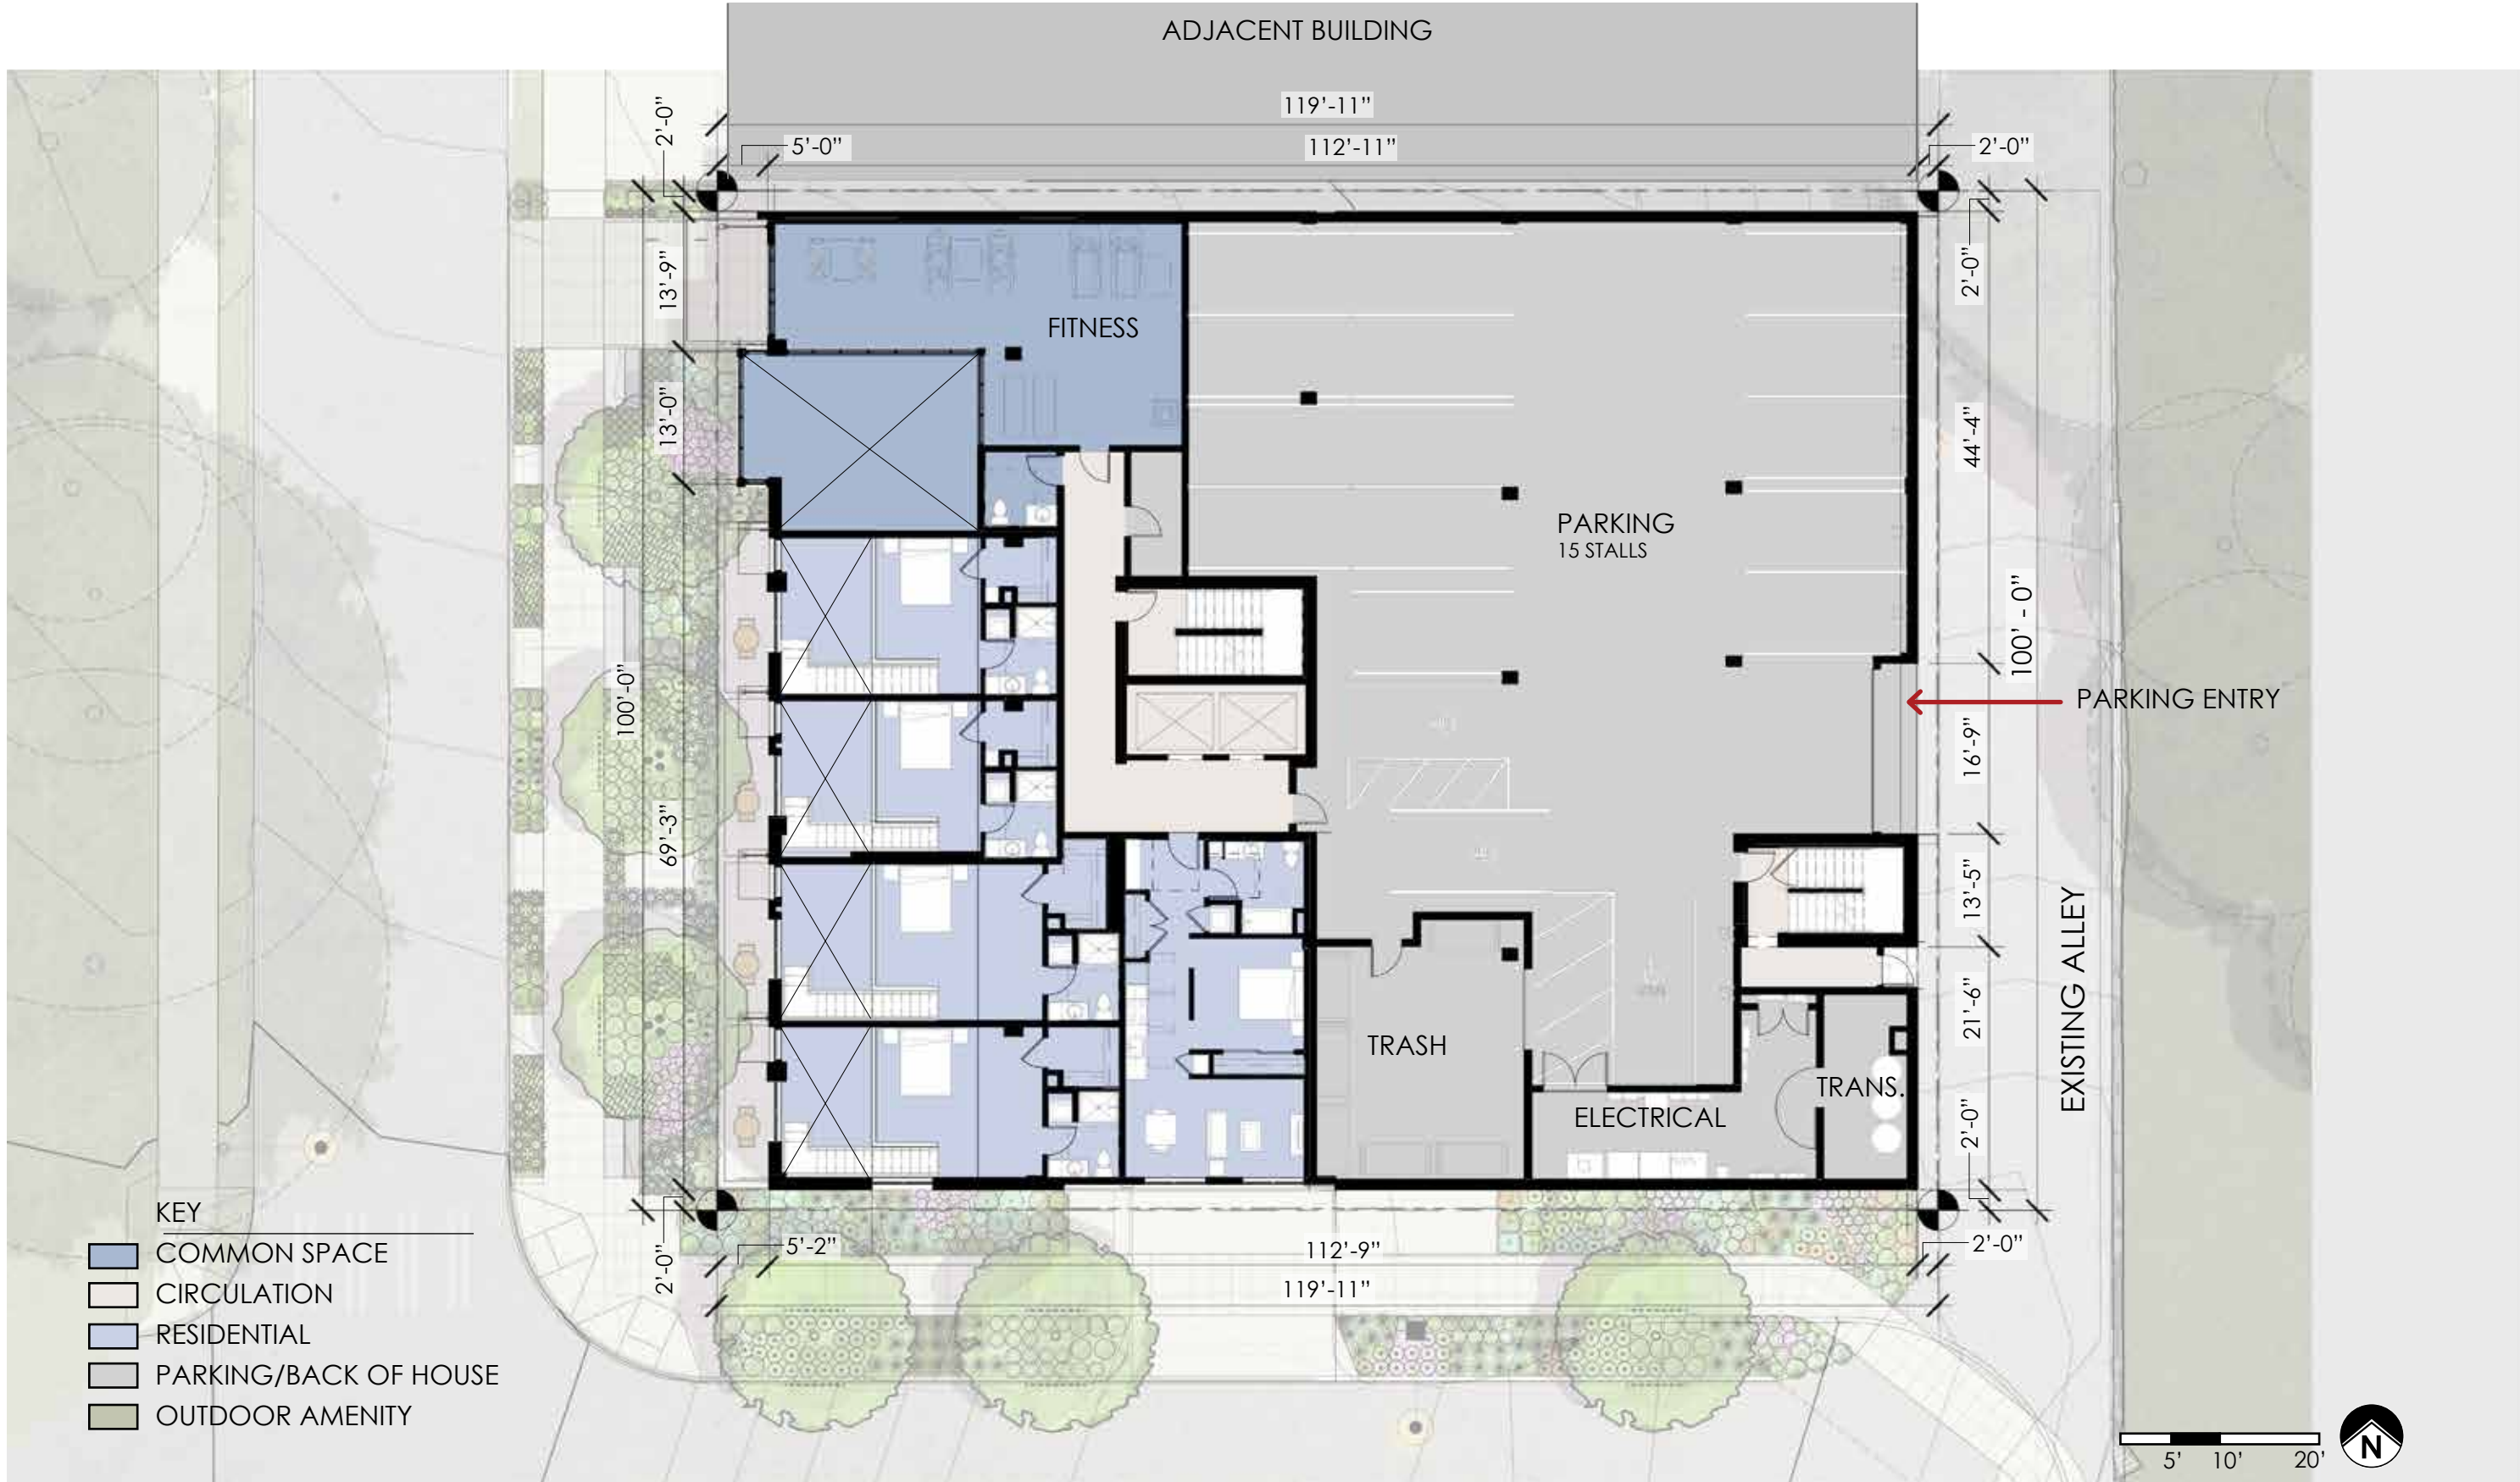 ADJACENT BUILDING
119'-11"
2'-0"
5'-0"
112'-11"
2'-0"
13'-9"
2'-0"
FITNESS
13'-0"
44'-4"
PARKING
15 STALLS
100' - 0"
100'-0"
PARKING ENTRY
16'-9"
69'-3"
13'-5"
EXISTING ALLEY
21'-6"
TRASH
TRANS.
ELECTRICAL
2'-0"
KEY
COMMON SPACE
CIRCULATION
RESIDENTIAL
PARKING/BACK OF HOUSE
OUTDOOR AMENITY
2'-0"
5'-2"
112'-9"
2'-0"
119'-11"
5' 10' 20'
N